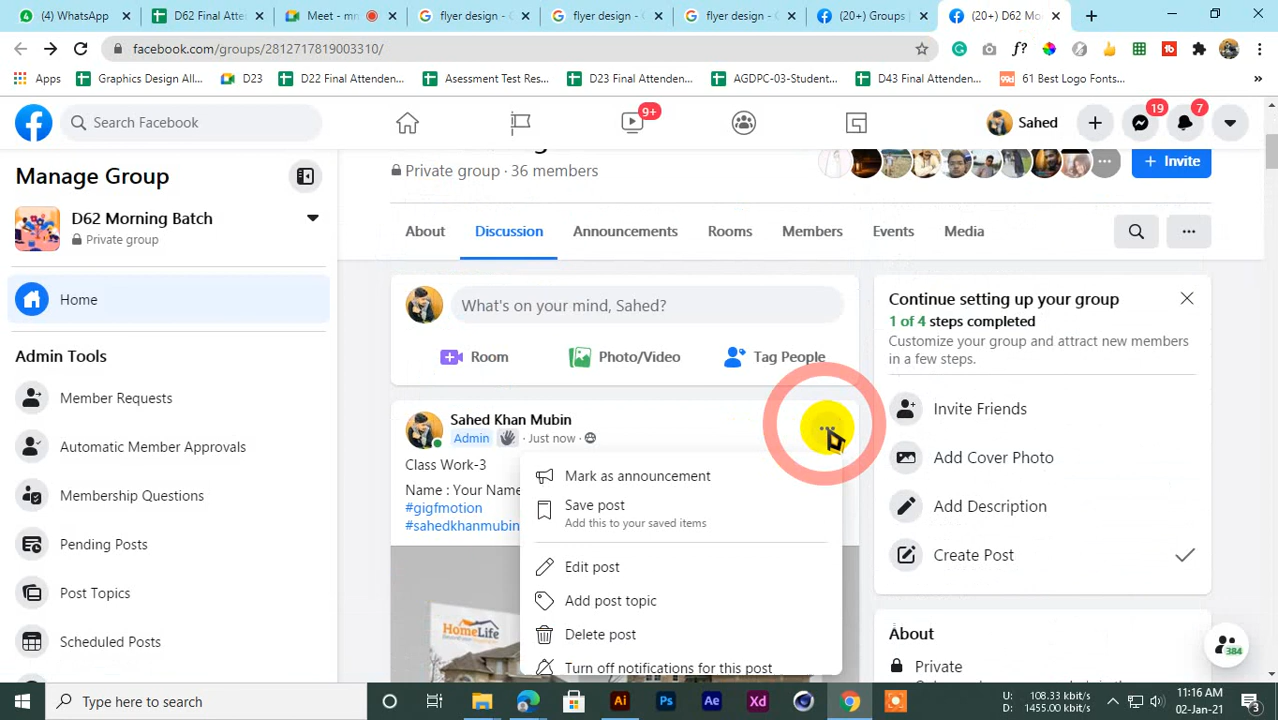 (4) WhatsApp
D62 Final Atte
Meet - mn
flyer design - 
flyer design - 
flyer design - 
(20+) Groups
(20+) D62 Mo
facebook.com/groups/2812717819003310/
Apps
Graphics Design All...
D23
D22 Final Attenden...
Asessment Test Res...
D23 Final Attenden...
AGDPC-03-Student...
D43 Final Attenden...
61 Best Logo Fonts...
»
Search Facebook
9+
Sahed
19
7
Manage Group
Private group · 36 members
+ Invite
D62 Morning Batch
Private group
About
Discussion
Announcements
Rooms
Members
Events
Media
Home
What's on your mind, Sahed?
Room
Photo/Video
Tag People
Continue setting up your group
1 of 4 steps completed
Customize your group and attract new members
in a few steps.
Invite Friends
Add Cover Photo
Add Description
Create Post
Admin Tools
Member Requests
Automatic Member Approvals
Membership Questions
Pending Posts
Post Topics
Scheduled Posts
Sahed Khan Mubin
Admin · Just now ·
Class Work-3
Name : Your Name
#gigfmotion
#sahedkhanmubin
HomeLife
Mark as announcement
Save post
Add this to your saved items
Edit post
Add post topic
Delete post
Turn off notifications for this post
About
Private
384
Type here to search
Ai
Ps
Ae
Xd
U: 108.33 kbit/s
D: 1455.00 kbit/s
11:16 AM
02-Jan-21
3